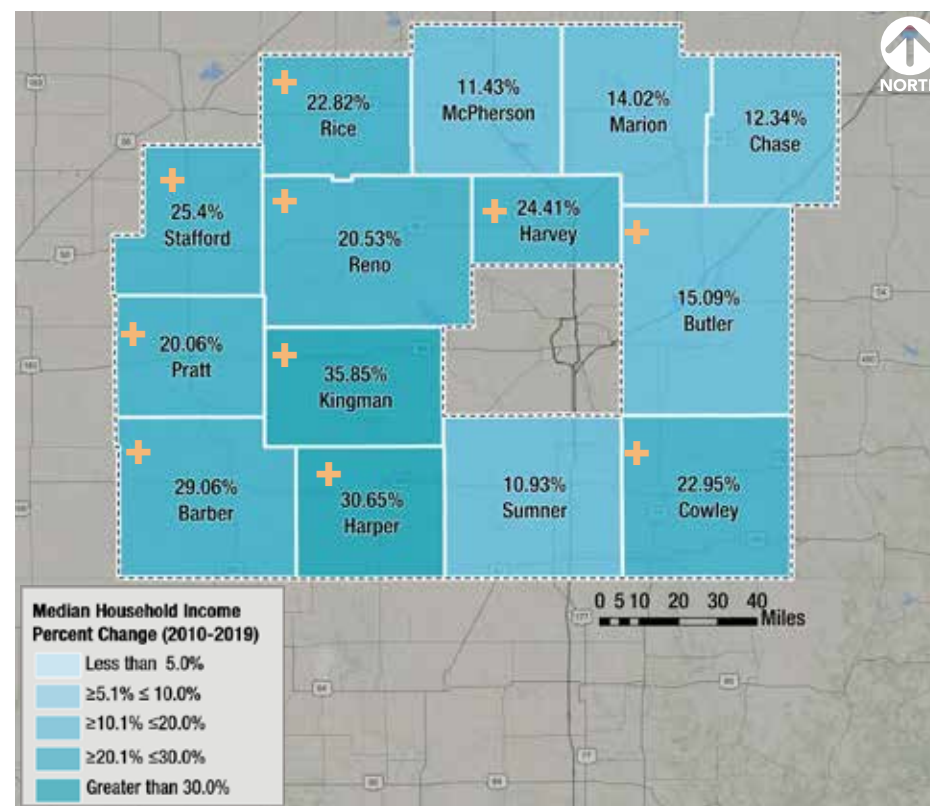 NORTH
22.82%
Rice
11.43%
McPherson
14.02%
Marion
12.34%
Chase
25.4%
Stafford
20.53%
Reno
24.41%
Harvey
15.09%
Butler
20.06%
Pratt
35.85%
Kingman
29.06%
Barber
30.65%
Harper
10.93%
Sumner
22.95%
Cowley
0 5 10 20 30 40
Miles
177
Median Household Income
Percent Change (2010-2019)
Less than 5.0%
≥5.1% ≤ 10.0%
≥10.1% ≤20.0%
≥20.1% ≤30.0%
Greater than 30.0%